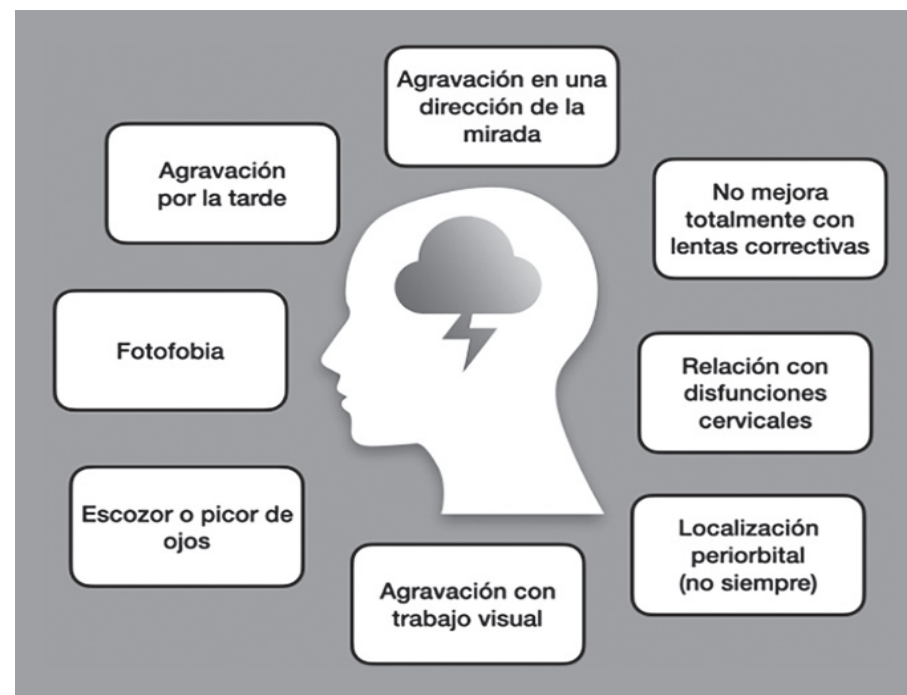 Agravación en una
dirección de la
mirada
Agravación
por la tarde
No mejora
totalmente con
lentas correctivas
Fotofobia
Relación con
disfunciones
cervicales
Escozor o picor de
ojos
Localización
periorbital
(no siempre)
Agravación con
trabajo visual